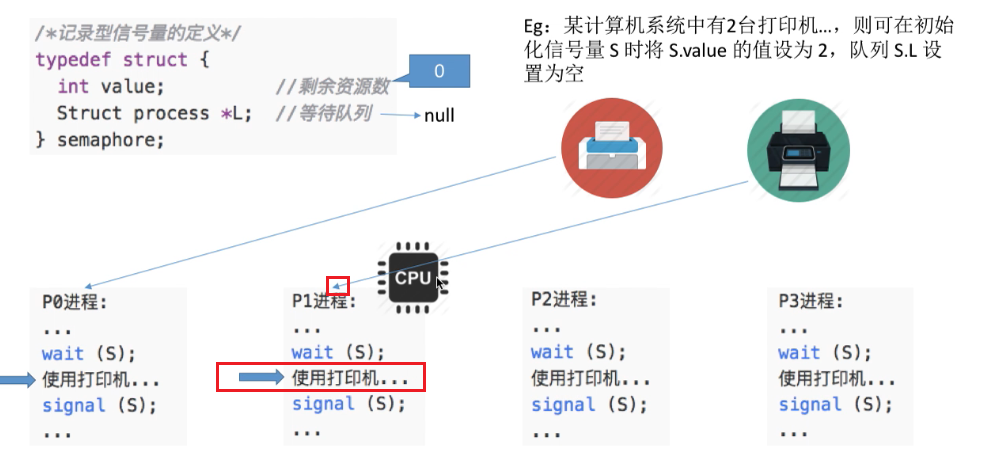 /*记录型信号量的定义*/
typedef struct {
int value; //剩余资源数
Struct process *L; //等待队列
} semaphore;
0
null
Eg：某计算机系统中有2台打印机...，则可在初始
化信号量 S 时将 S.value 的值设为 2，队列 S.L 设
置为空
CPU
P0进程:
...
wait (S);
使用打印机...
signal (S);
...
P1进程:
...
wait (S);
使用打印机...
signal (S);
...
P2进程:
...
wait (S);
使用打印机...
signal (S);
...
P3进程:
...
wait (S);
使用打印机...
signal (S);
...